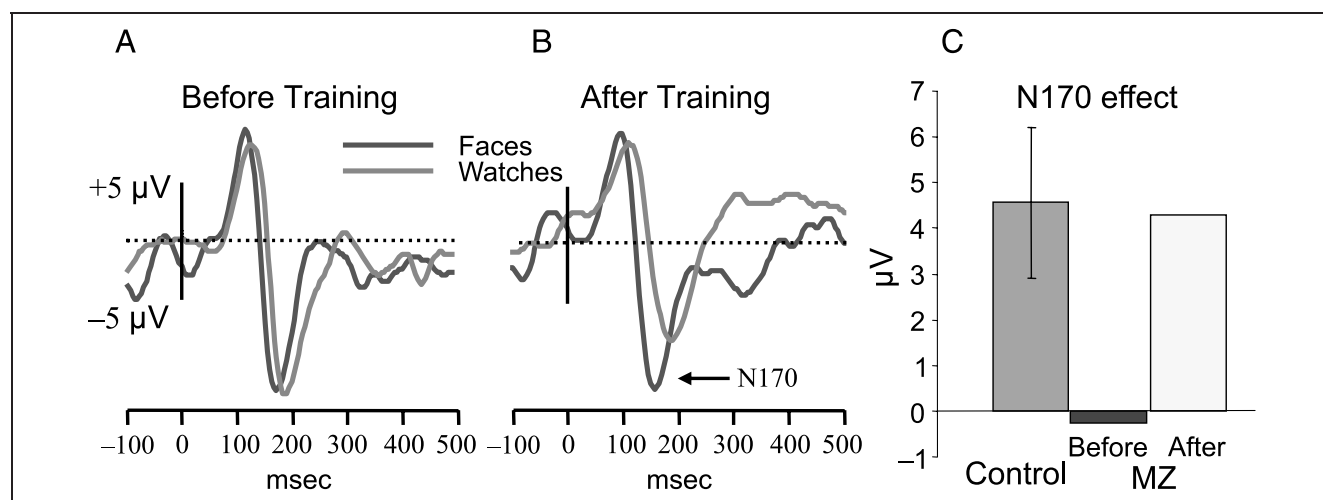 A
B
C
Before Training
After Training
N170 effect
Faces
Watches
+5 µV
–5 µV
N170
–100 0 100 200 300 400 500
msec
–100 0 100 200 300 400 500
msec
7
6
5
4
3
2
1
0
–1
µV
Before After
Control MZ